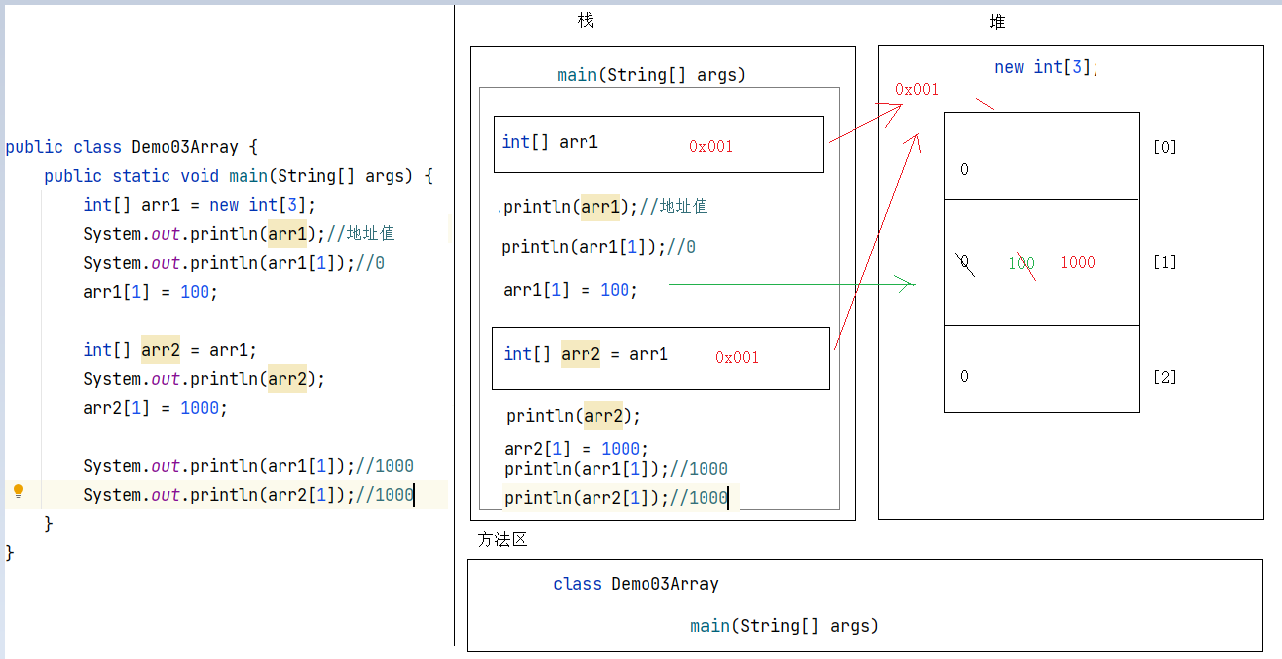 public class Demo03Array {
public static void main(String[] args) {
int[] arr1 = new int[3];
System.out.println(arr1);//地址值
System.out.println(arr1[1]);//0
arr1[1] = 100;
int[] arr2 = arr1;
System.out.println(arr2);
arr2[1] = 1000;
System.out.println(arr1[1]);//1000
System.out.println(arr2[1]);//1000
}
}
栈
main(String[] args)
int[] arr1 0x001
.println(arr1);//地址值
println(arr1[1]);//0
arr1[1] = 100;
int[] arr2 = arr1 0x001
println(arr2);
arr2[1] = 1000;
println(arr1[1]);//1000
println(arr2[1]);//1000
堆
new int[3];
0x001
0 [0]
0 100 1000 [1]
0 [2]
方法区
class Demo03Array
main(String[] args)